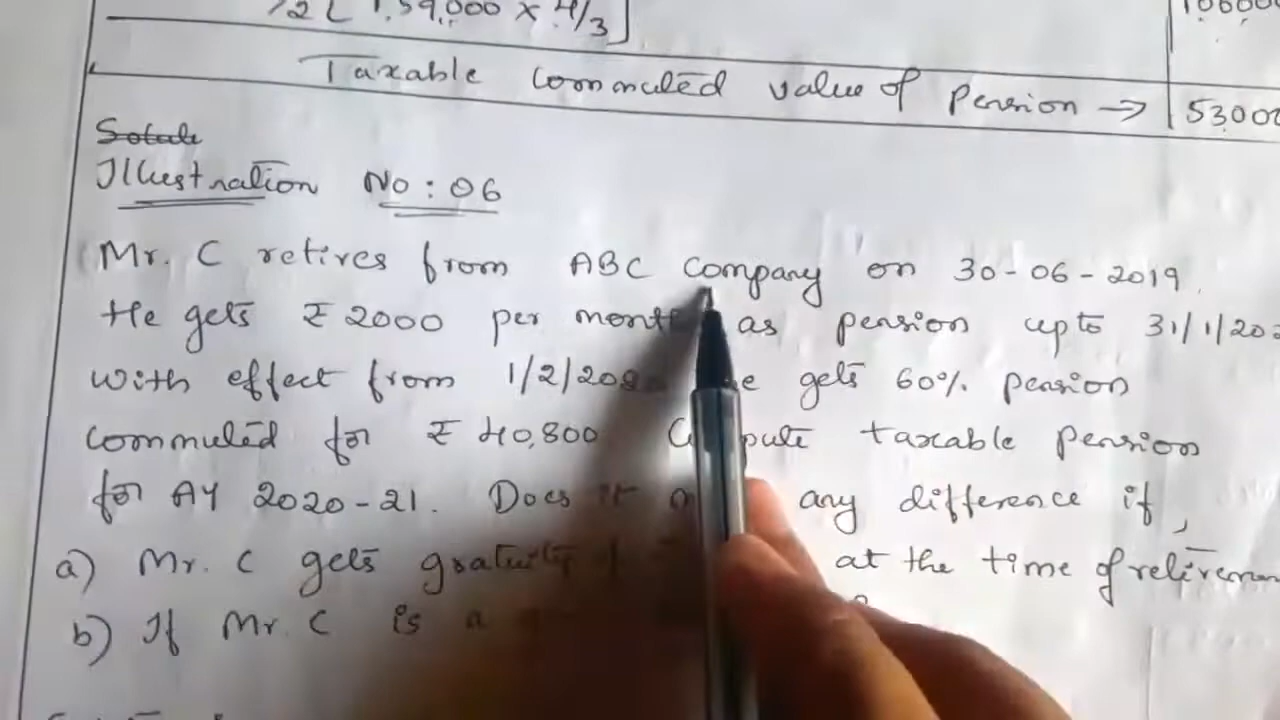 1/2 [ 1,59,000 x 4/3 ]
Taxable Commuted value of Pension → 53000
Solu
Illustration No : 06
Mr. C retires from ABC Company on 30-06-2019.
He gets ₹ 2000 per month as pension upto 31/1/20
With effect from 1/2/2020 he gets 60% pension
Commuted for ₹ 40,800 Compute taxable pension
for AY 2020-21. Does it any difference if,
a) Mr. C gets gratuity at the time of retiremen
b) If Mr. C is a